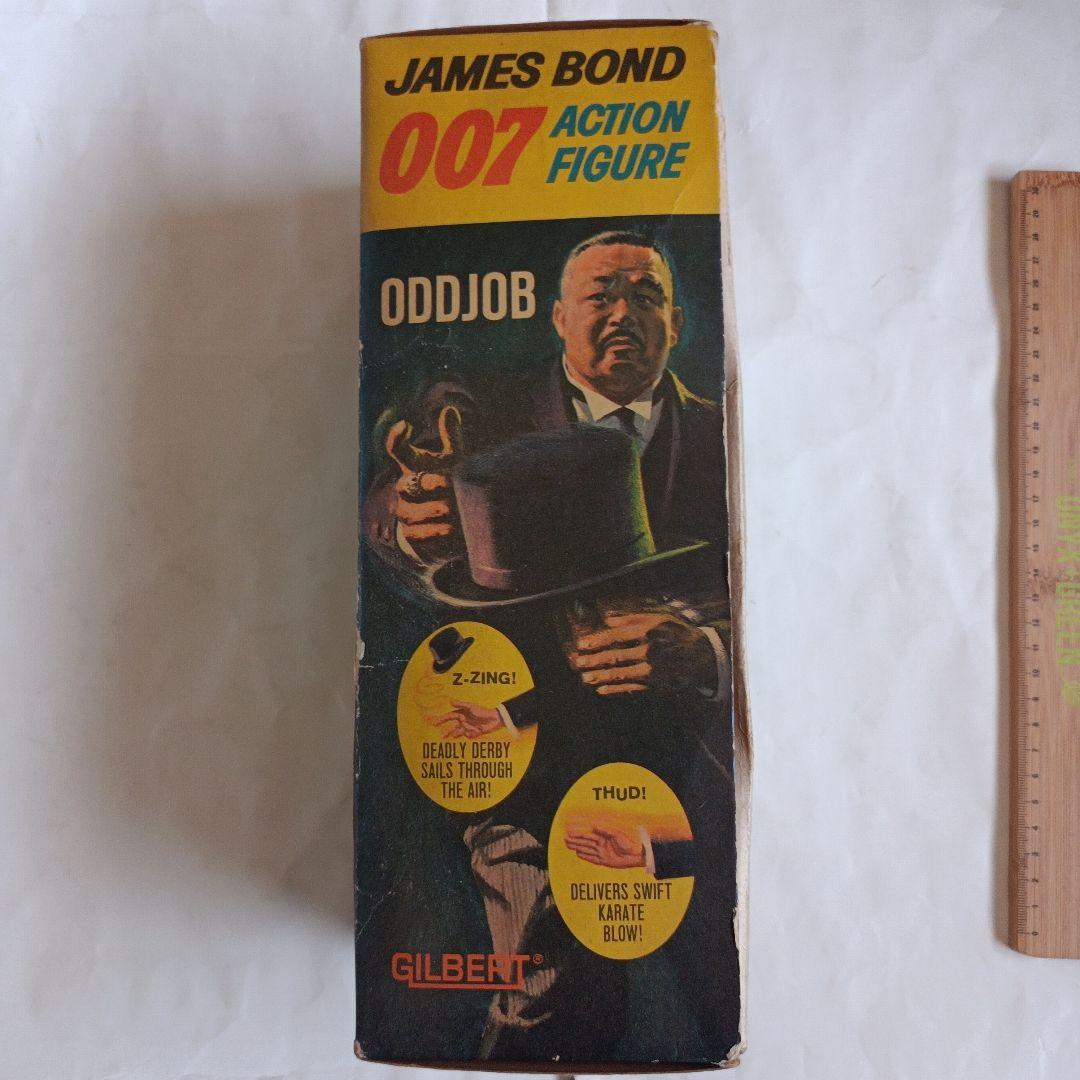 JAMES BOND
007 ACTION
FIGURE
ODDJOB
Z-ZING!
DEADLY DERBY
SAILS THROUGH
THE AIR!
THUD!
DELIVERS SWIFT
KARATE
BLOW!
GILBERT®